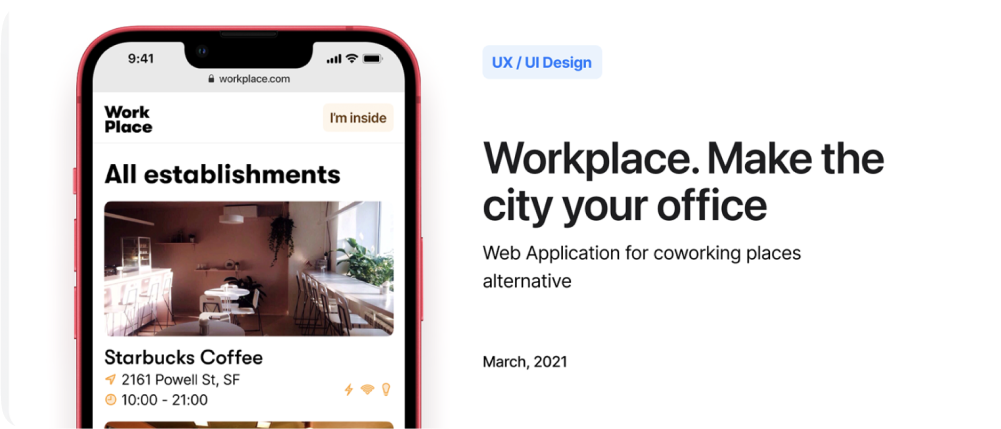 9:41
workplace.com
Work
Place
I'm inside
All establishments
Starbucks Coffee
2161 Powell St, SF
10:00 - 21:00
UX / UI Design
Workplace. Make the
city your office
Web Application for coworking places
alternative
March, 2021